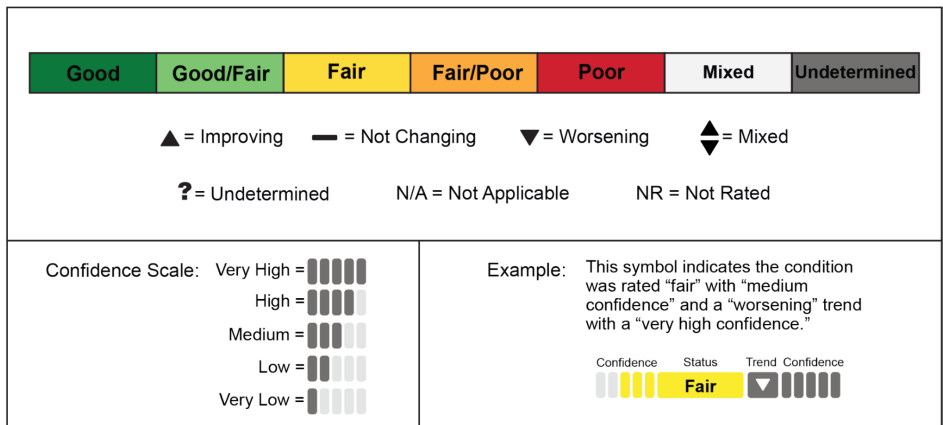 Good Good/Fair Fair Fair/Poor Poor Mixed Undetermined
▲ = Improving — = Not Changing ▼ = Worsening ▲▼ = Mixed
? = Undetermined N/A = Not Applicable NR = Not Rated
Confidence Scale: Very High =
High =
Medium =
Low =
Very Low =
Example: This symbol indicates the condition
was rated “fair” with “medium
confidence” and a “worsening” trend
with a “very high confidence.”
Confidence Status Trend Confidence
Fair ▼